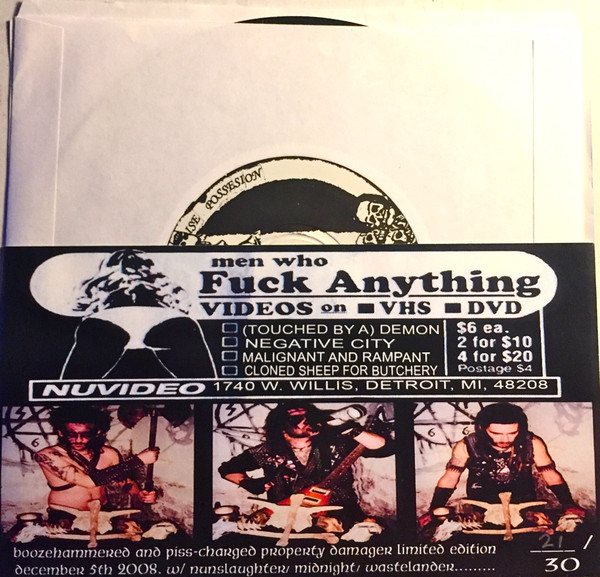 ISE POSSESION
men who
Fuck Anything
VIDEOS on VHS DVD
(TOUCHED BY A) DEMON
NEGATIVE CITY
MALIGNANT AND RAMPANT
CLONED SHEEP FOR BUTCHERY
$6 ea.
2 for $10
4 for $20
Postage $4
NUVIDEO 1740 W. WILLIS, DETROIT, MI, 48208
boozehammered and piss-charged property damager limited edition
december 5th 2008. w/ nunslaughter/ midnight/ wastelander.........
21 / 30